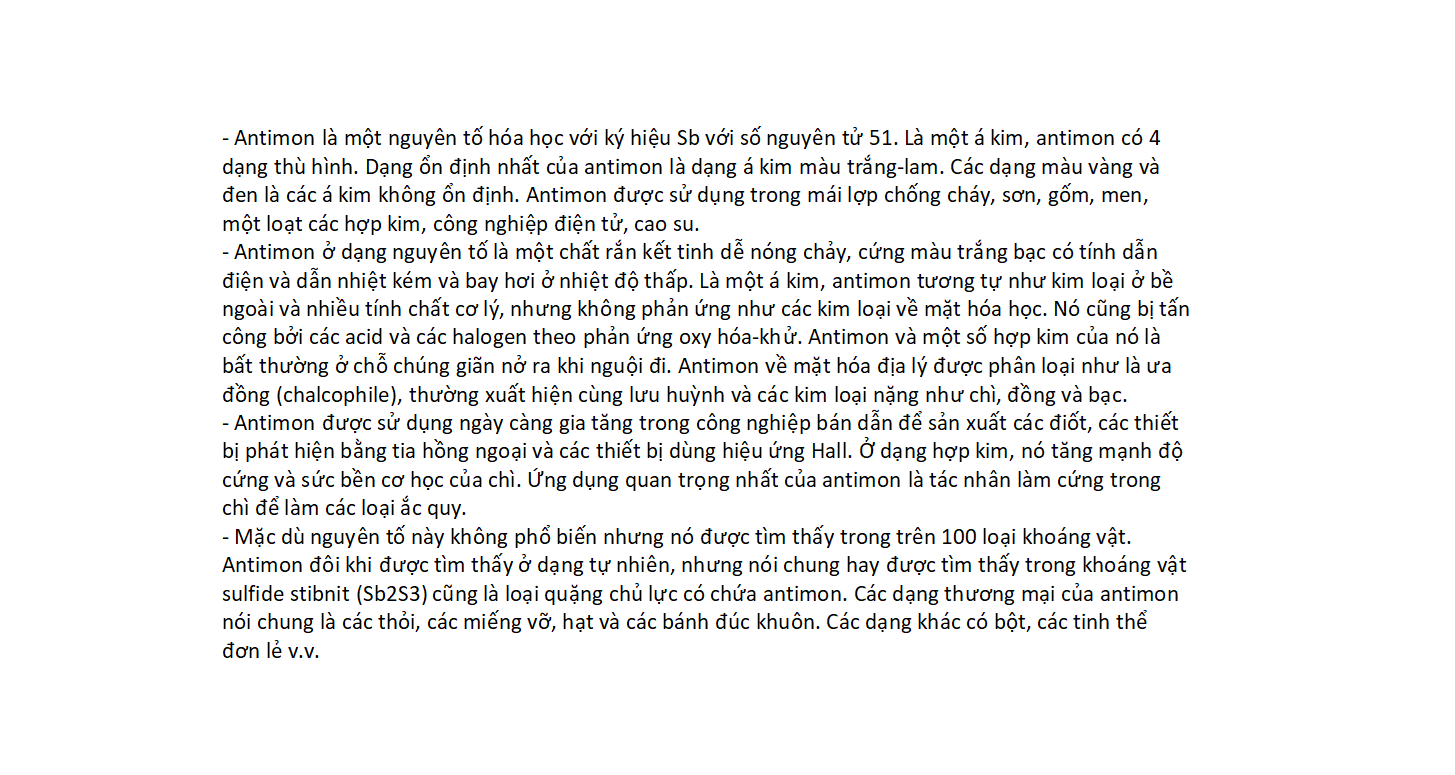 - Antimon là một nguyên tố hóa học với ký hiệu Sb với số nguyên tử 51. Là một á kim, antimon có 4
dạng thù hình. Dạng ổn định nhất của antimon là dạng á kim màu trắng-lam. Các dạng màu vàng và
đen là các á kim không ổn định. Antimon được sử dụng trong mái lợp chống cháy, sơn, gốm, men,
một loạt các hợp kim, công nghiệp điện tử, cao su.
- Antimon ở dạng nguyên tố là một chất rắn kết tinh dễ nóng chảy, cứng màu trắng bạc có tính dẫn
điện và dẫn nhiệt kém và bay hơi ở nhiệt độ thấp. Là một á kim, antimon tương tự như kim loại ở bề
ngoài và nhiều tính chất cơ lý, nhưng không phản ứng như các kim loại về mặt hóa học. Nó cũng bị tấn
công bởi các acid và các halogen theo phản ứng oxy hóa-khử. Antimon và một số hợp kim của nó là
bất thường ở chỗ chúng giãn nở ra khi nguội đi. Antimon về mặt hóa địa lý được phân loại như là ưa
đồng (chalcophile), thường xuất hiện cùng lưu huỳnh và các kim loại nặng như chì, đồng và bạc.
- Antimon được sử dụng ngày càng gia tăng trong công nghiệp bán dẫn để sản xuất các điốt, các thiết
bị phát hiện bằng tia hồng ngoại và các thiết bị dùng hiệu ứng Hall. Ở dạng hợp kim, nó tăng mạnh độ
cứng và sức bền cơ học của chì. Ứng dụng quan trọng nhất của antimon là tác nhân làm cứng trong
chì để làm các loại ắc quy.
- Mặc dù nguyên tố này không phổ biến nhưng nó được tìm thấy trong trên 100 loại khoáng vật.
Antimon đôi khi được tìm thấy ở dạng tự nhiên, nhưng nói chung hay được tìm thấy trong khoáng vật
sulfide stibnit (Sb2S3) cũng là loại quặng chủ lực có chứa antimon. Các dạng thương mại của antimon
nói chung là các thỏi, các miếng vỡ, hạt và các bánh đúc khuôn. Các dạng khác có bột, các tinh thể
đơn lẻ v.v.